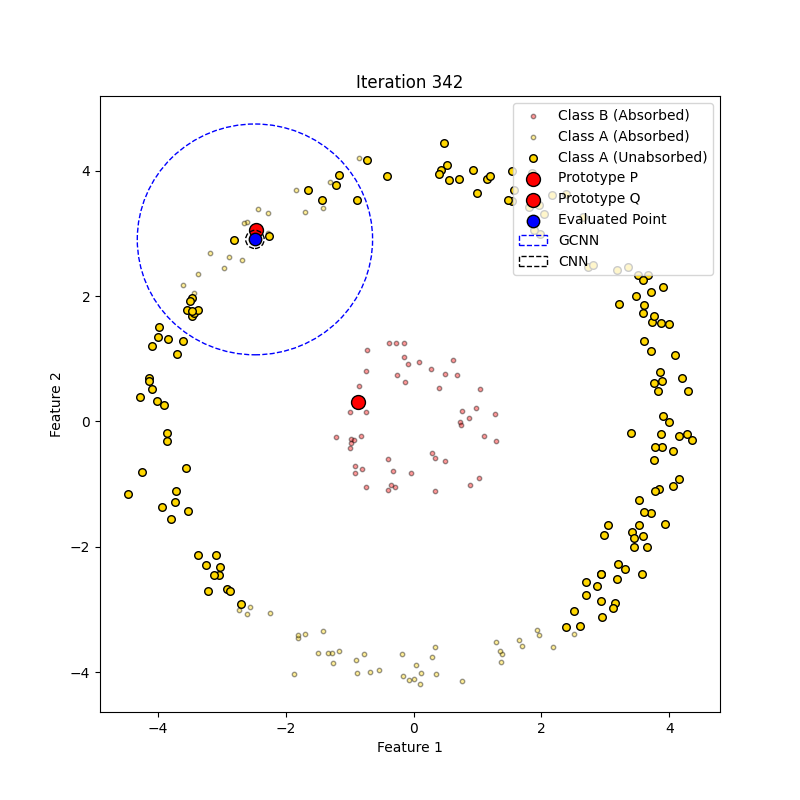 Iteration 342
Class B (Absorbed)
Class A (Absorbed)
Class A (Unabsorbed)
Prototype P
Prototype Q
Evaluated Point
GCNN
CNN
4
2
0
−2
−4
Feature 2
−4 −2 0 2 4
Feature 1